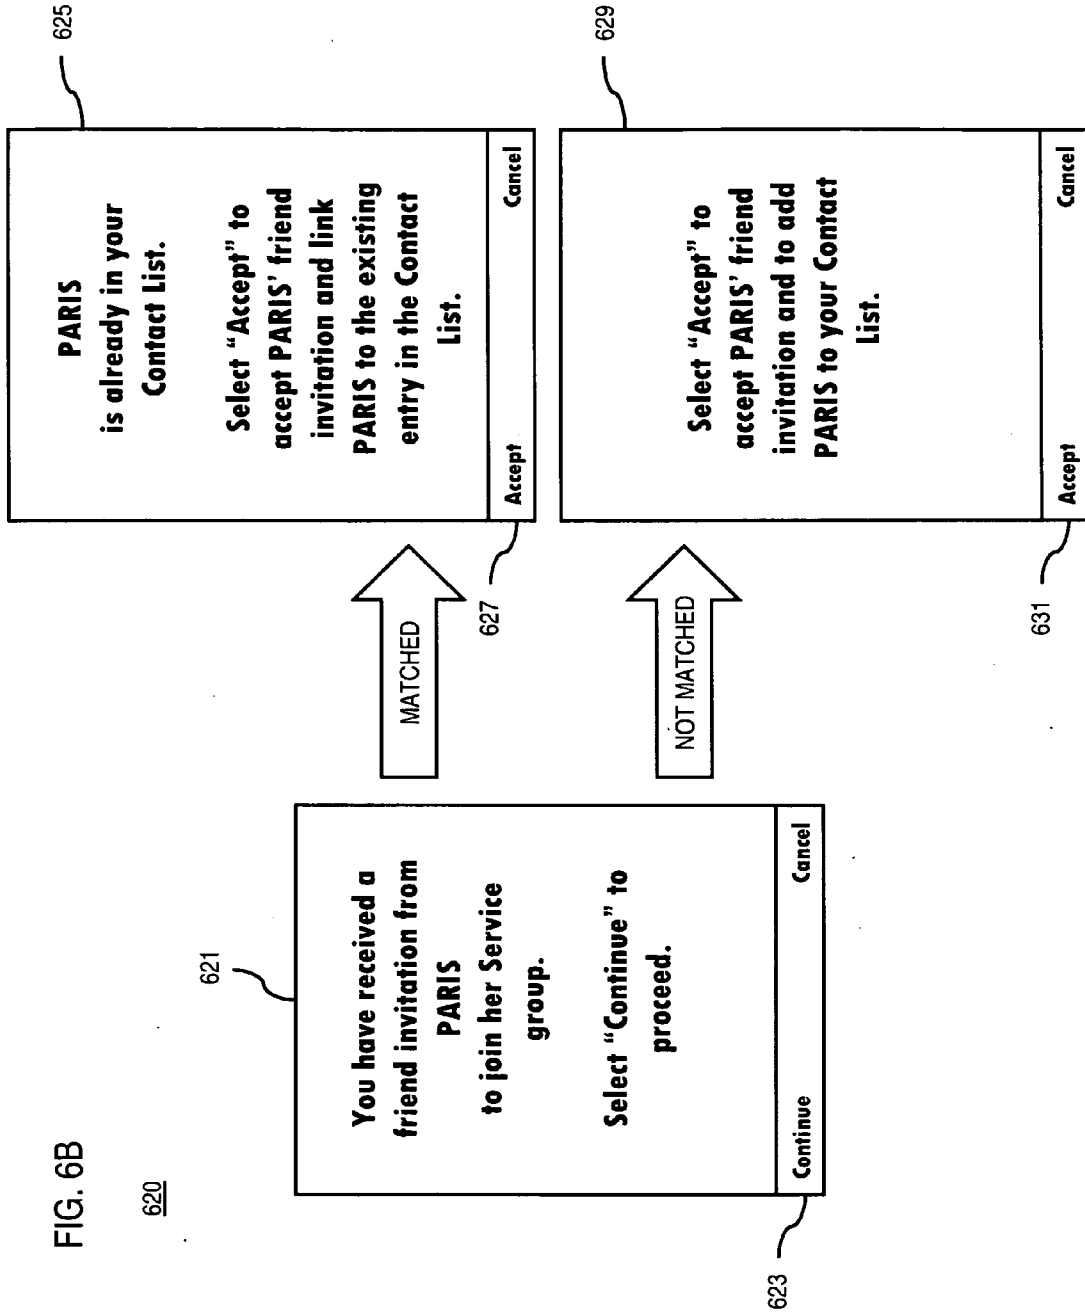 FIG. 6B
620
621
You have received a
friend invitation from
PARIS
to join her Service
group.
Select “Continue” to
proceed.
Continue Cancel
623
MATCHED
NOT MATCHED
625
PARIS
is already in your
Contact List.
Select “Accept” to
accept PARIS’ friend
invitation and link
PARIS to the existing
entry in the Contact
List.
Accept Cancel
627
629
Select “Accept” to
accept PARIS’ friend
invitation and to add
PARIS to your Contact
List.
Accept Cancel
631